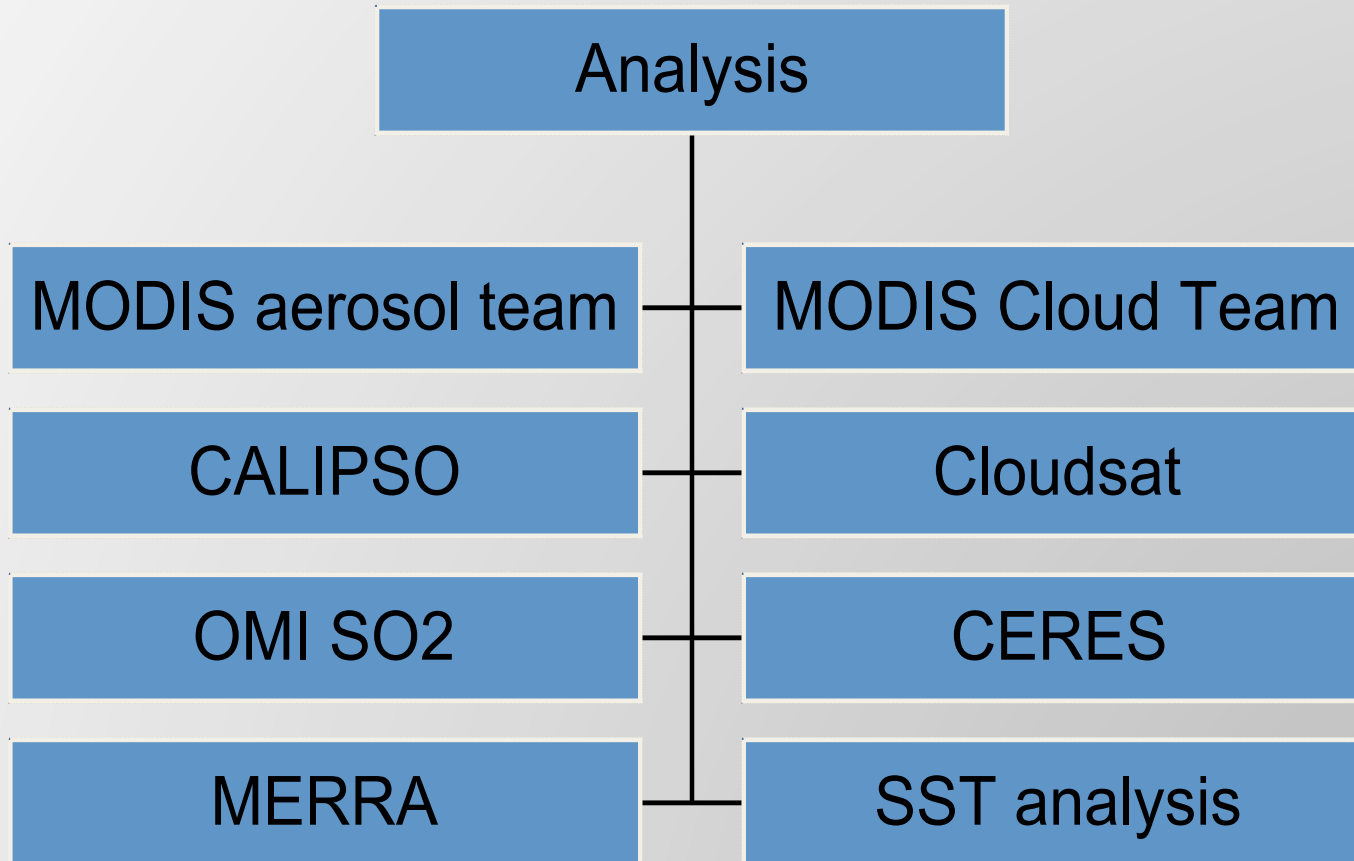 Analysis
MODIS aerosol team
MODIS Cloud Team
CALIPSO
Cloudsat
OMI SO2
CERES
MERRA
SST analysis